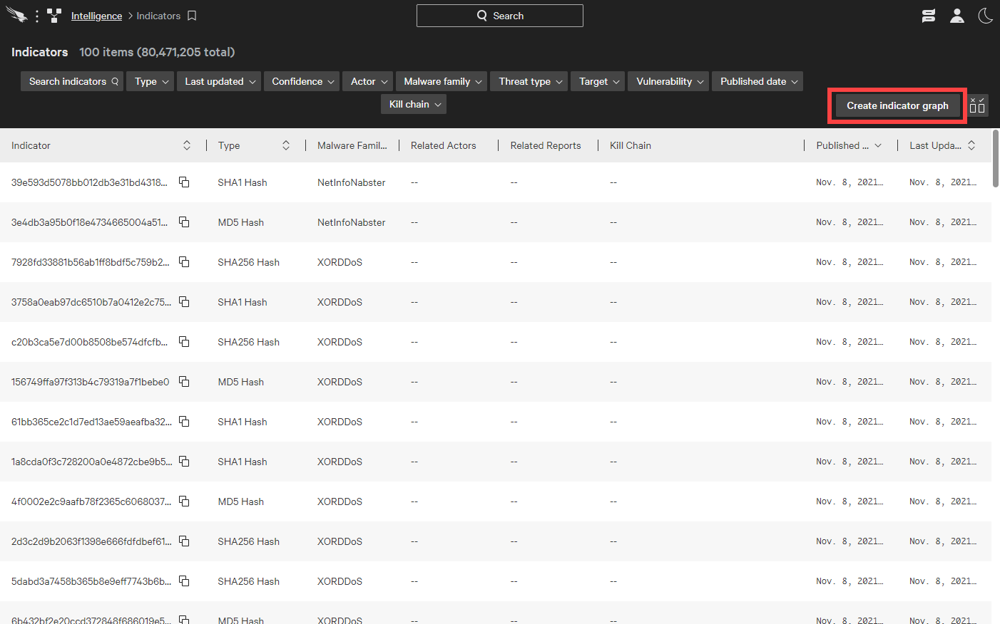 Intelligence > Indicators
Search
Indicators 100 items (80,471,205 total)
Search indicators Type Last updated Confidence Actor Malware family Threat type Target Vulnerability Published date
Kill chain
Create indicator graph
Indicator Type Malware Famil... Related Actors Related Reports Kill Chain Published ... Last Upda...
39e593d5078bb012db3e31bd4318... SHA1 Hash NetInfoNabster -- -- -- Nov. 8, 2021... Nov. 8, 2021...
3e4db3a95b0f18e4734665004a51... MD5 Hash NetInfoNabster -- -- -- Nov. 8, 2021... Nov. 8, 2021...
7928fd33881b56ab1ff8bdf5c759b2... SHA256 Hash XORDDoS -- -- -- Nov. 8, 2021... Nov. 8, 2021...
3758a0eab97dc6510b7a0412e2c75... SHA1 Hash XORDDoS -- -- -- Nov. 8, 2021... Nov. 8, 2021...
c20b3ca5e7d00b8508be574dfcfb... SHA256 Hash XORDDoS -- -- -- Nov. 8, 2021... Nov. 8, 2021...
156749ffa97f313b4c79319a7f1bebe0 MD5 Hash XORDDoS -- -- -- Nov. 8, 2021... Nov. 8, 2021...
61bb365ce2c1d7ed13ae59aeafba32... SHA1 Hash XORDDoS -- -- -- Nov. 8, 2021... Nov. 8, 2021...
1a8cda0f3c728200a0e4872cbe9b5... SHA1 Hash XORDDoS -- -- -- Nov. 8, 2021... Nov. 8, 2021...
4f0002e2c9aafb78f2365c6068037... MD5 Hash XORDDoS -- -- -- Nov. 8, 2021... Nov. 8, 2021...
2d3c2d9b2063f1398e666fdfdbef61... SHA256 Hash XORDDoS -- -- -- Nov. 8, 2021... Nov. 8, 2021...
5dabd3a7458b365b8e9eff7743b6b... SHA256 Hash XORDDoS -- -- -- Nov. 8, 2021... Nov. 8, 2021...
6b432bf2e20ccd372848f686019e5... MD5 Hash XORDDoS -- -- -- Nov. 8, 2021... Nov. 8, 2021...